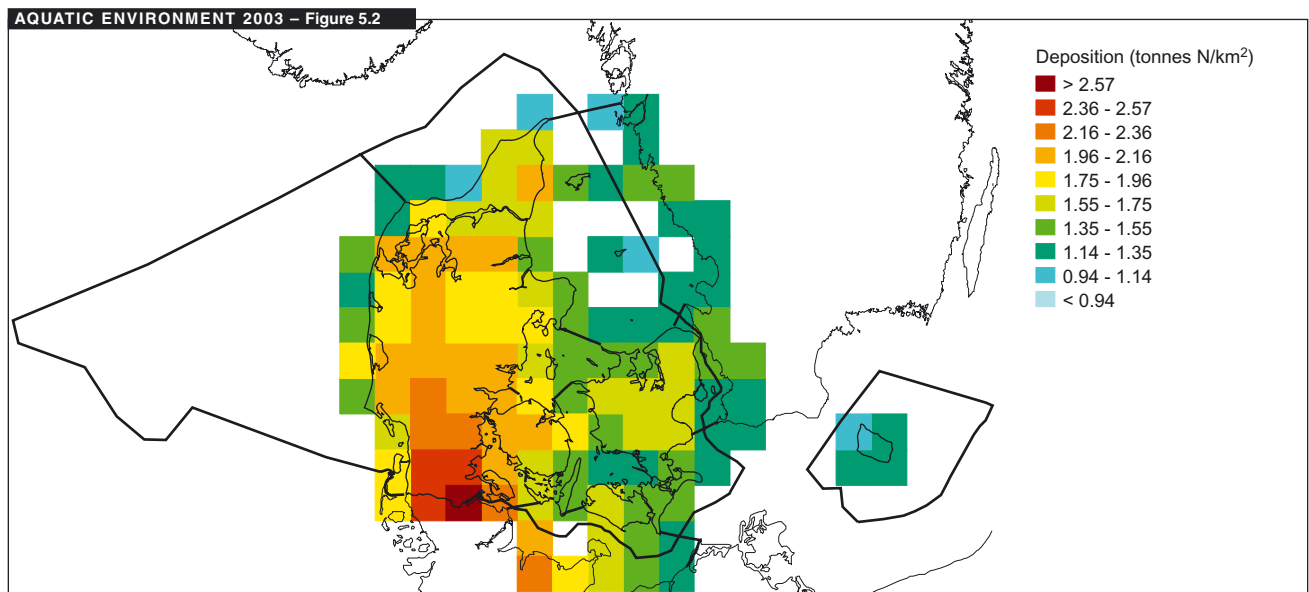 AQUATIC ENVIRONMENT 2003 – Figure 5.2
Deposition (tonnes N/km²)
> 2.57
2.36 - 2.57
2.16 - 2.36
1.96 - 2.16
1.75 - 1.96
1.55 - 1.75
1.35 - 1.55
1.14 - 1.35
0.94 - 1.14
< 0.94